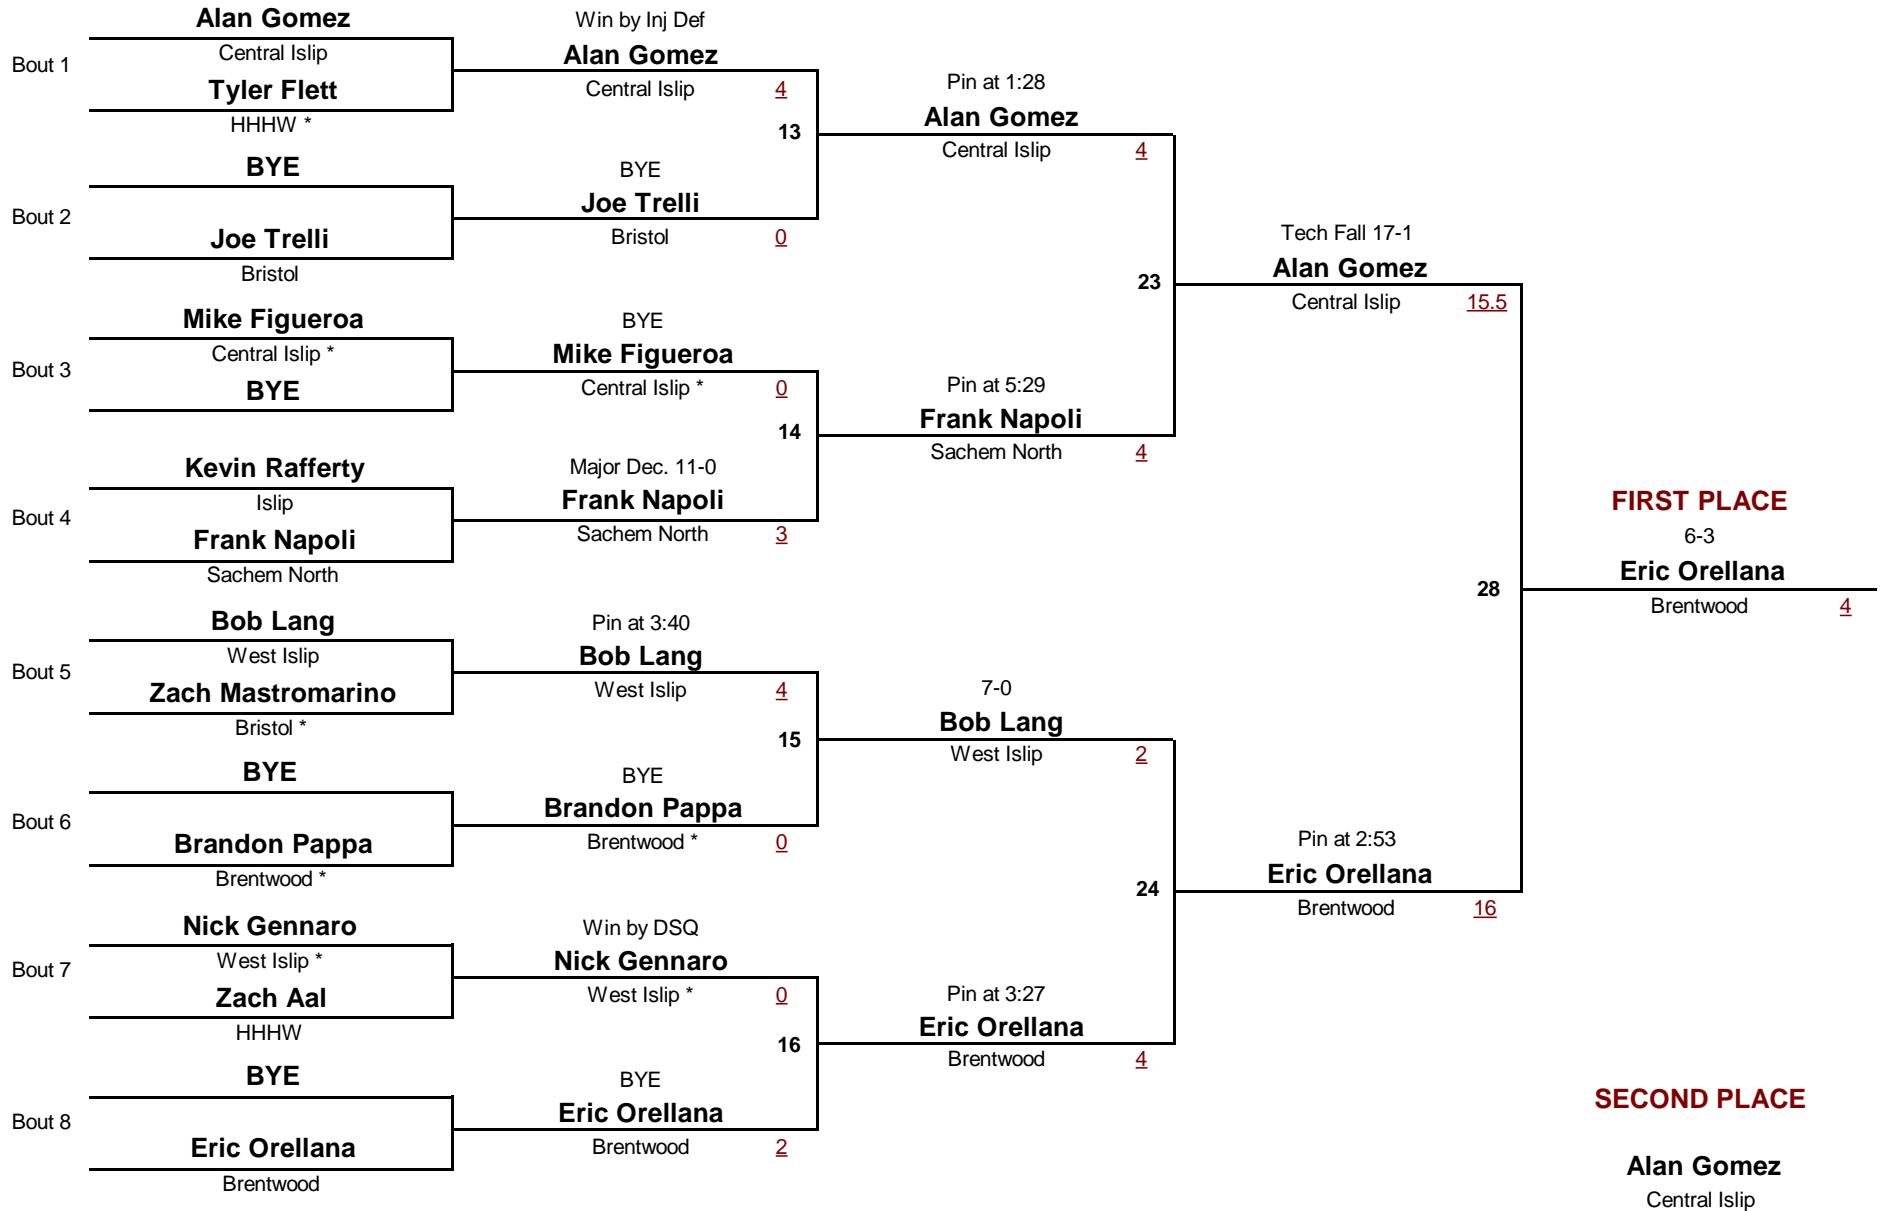 Alan Gomez
Bout 1
Central Islip
Tyler Flett
HHHW *
BYE
Bout 2
Joe Trelli
Bristol
Mike Figueroa
Bout 3
Central Islip *
BYE
Kevin Rafferty
Bout 4
Islip
Frank Napoli
Sachem North
Bob Lang
Bout 5
West Islip
Zach Mastromarino
Bristol *
BYE
Bout 6
Brandon Pappa
Brentwood *
Nick Gennaro
Bout 7
West Islip *
Zach Aal
HHHW
BYE
Bout 8
Eric Orellana
Brentwood
Win by Inj Def
Alan Gomez
Central Islip 4
13
BYE
Joe Trelli
Bristol 0
BYE
Mike Figueroa
Central Islip * 0
14
Major Dec. 11-0
Frank Napoli
Sachem North 3
Pin at 3:40
Bob Lang
West Islip 4
15
BYE
Brandon Pappa
Brentwood * 0
Win by DSQ
Nick Gennaro
West Islip * 0
16
BYE
Eric Orellana
Brentwood 2
Pin at 1:28
Alan Gomez
Central Islip 4
23
Pin at 5:29
Frank Napoli
Sachem North 4
7-0
Bob Lang
West Islip 2
24
Pin at 3:27
Eric Orellana
Brentwood 4
Tech Fall 17-1
Alan Gomez
Central Islip 15.5
28
Pin at 2:53
Eric Orellana
Brentwood 16
FIRST PLACE
6-3
Eric Orellana
Brentwood 4
SECOND PLACE
Alan Gomez
Central Islip